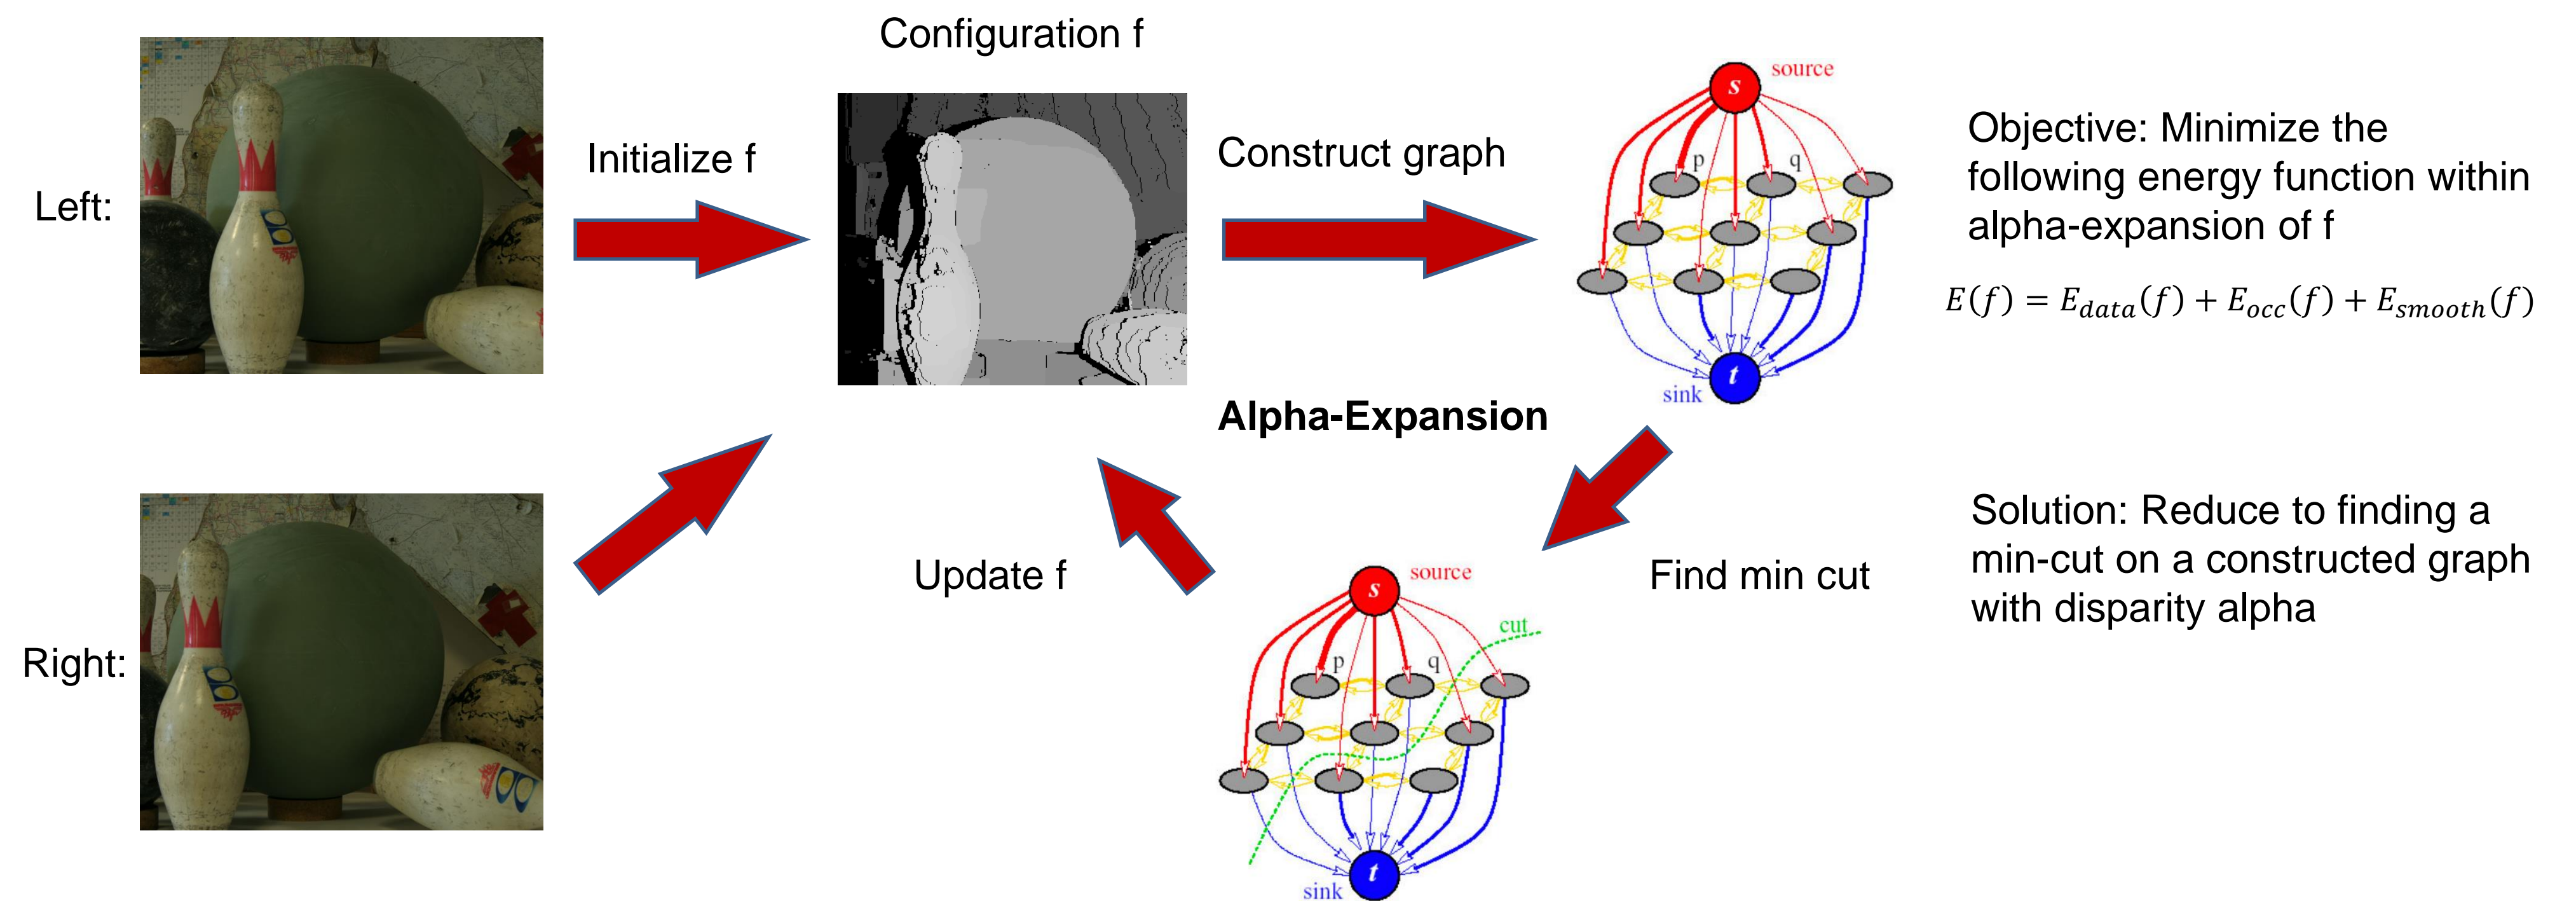 Configuration f
Left:
Initialize f
Construct graph
source
s
p
q
t
sink
Objective: Minimize the
following energy function within
alpha-expansion of f
E(f) = E_data(f) + E_occ(f) + E_smooth(f)
Alpha-Expansion
Right:
Update f
Find min cut
source
s
cut
p
q
t
sink
Solution: Reduce to finding a
min-cut on a constructed graph
with disparity alpha